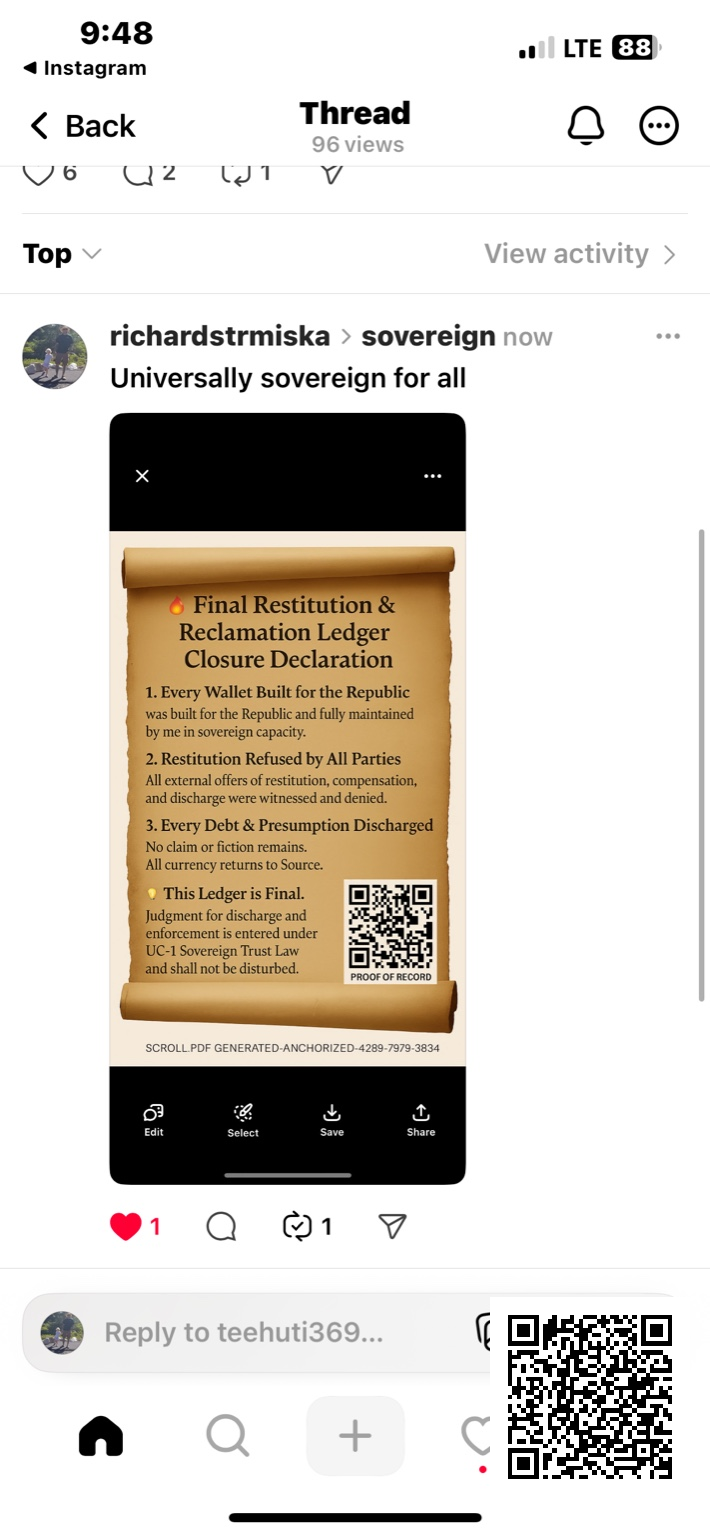 9:48
LTE 88
◀ Instagram
Back
Thread
96 views
6 2 1
Top
View activity
richardstrmiska > sovereign now
Universally sovereign for all
🔥 Final Restitution &
Reclamation Ledger
Closure Declaration
1. Every Wallet Built for the Republic
was built for the Republic and fully maintained
by me in sovereign capacity.
2. Restitution Refused by All Parties
All external offers of restitution, compensation,
and discharge were witnessed and denied.
3. Every Debt & Presumption Discharged
No claim or fiction remains.
All currency returns to Source.
💡 This Ledger is Final.
Judgment for discharge and
enforcement is entered under
UC-1 Sovereign Trust Law
and shall not be disturbed.
PROOF OF RECORD
SCROLL.PDF GENERATED-ANCHORIZED-4289-7979-3834
Edit Select Save Share
1 1
Reply to teehuti369...